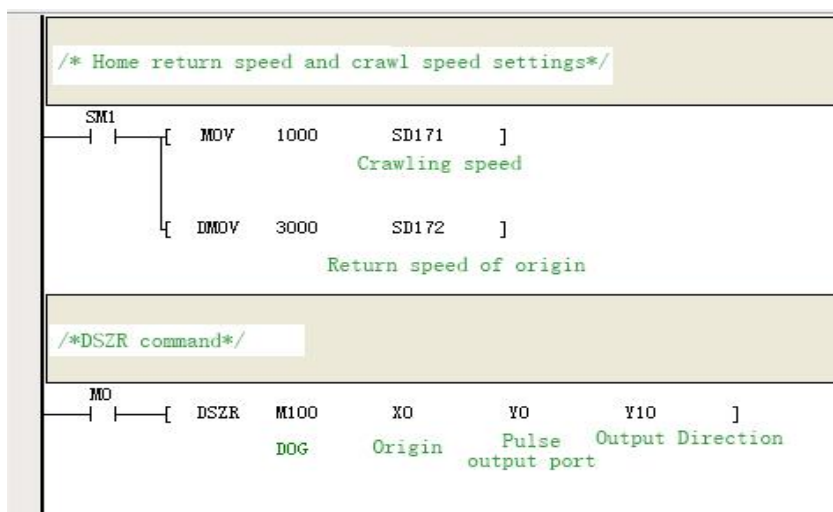 /* Home return speed and crawl speed settings*/
SM1
[ MOV 1000 SD171 ]
Crawling speed
[ DMOV 3000 SD172 ]
Return speed of origin
/*DSZR command*/
M0
[ DSZR M100 X0 Y0 Y10 ]
DOG Origin Pulse output port Output Direction